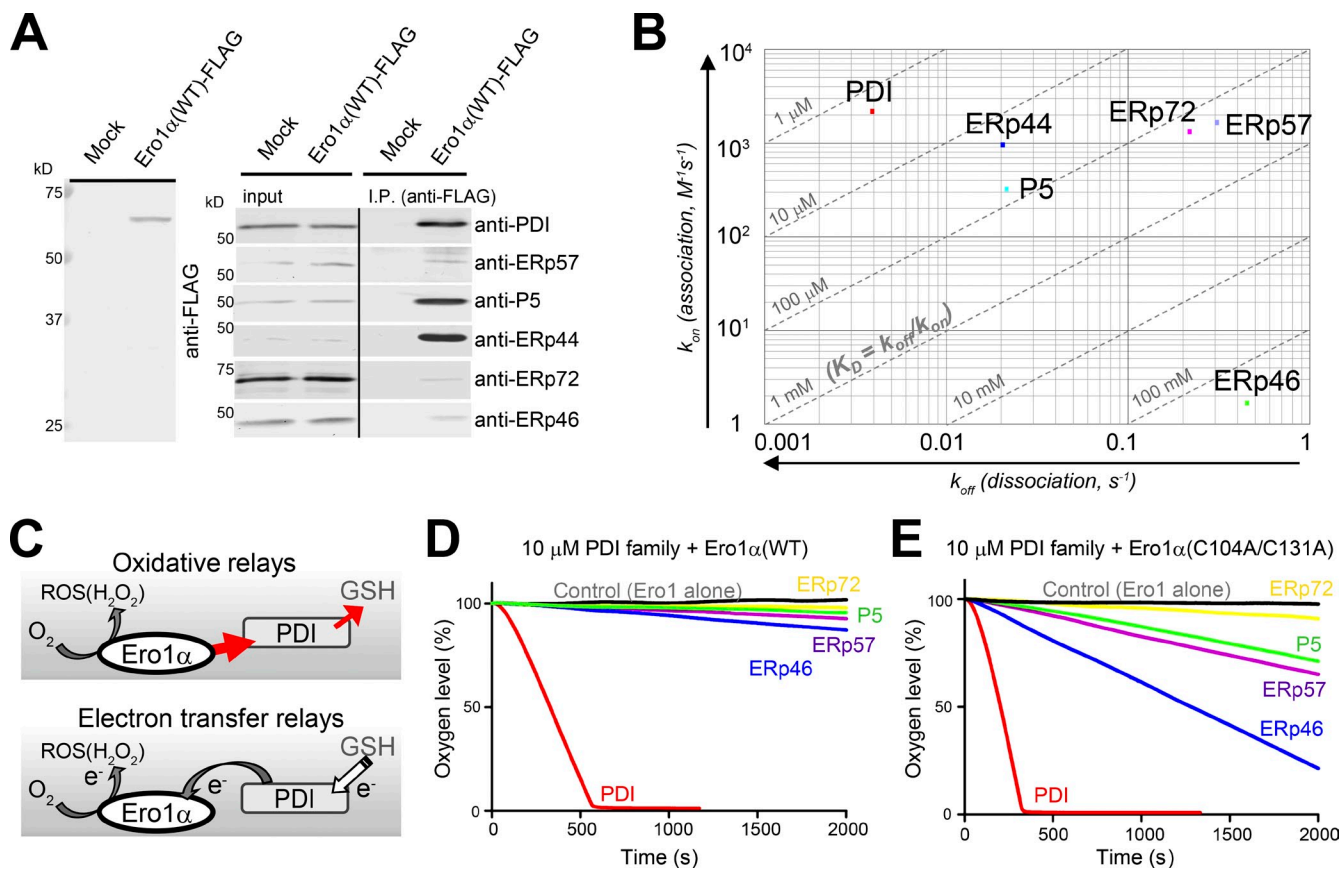 A
Mock
Ero1α(WT)-FLAG
kD
75
50
37
25
anti-FLAG
Mock
Ero1α(WT)-FLAG
Mock
Ero1α(WT)-FLAG
kD
input
I.P. (anti-FLAG)
50
anti-PDI
50
anti-ERp57
50
anti-P5
50
anti-ERp44
75
anti-ERp72
50
anti-ERp46
B
10⁴
10³
10²
10¹
1
k_on (association, M⁻¹s⁻¹)
PDI
ERp44
ERp72
ERp57
P5
ERp46
1 μM
10 μM
100 μM
1 mM
(K_D = k_off/k_on)
10 mM
100 mM
0.001
0.01
0.1
1
k_off (dissociation, s⁻¹)
C
Oxidative relays
ROS(H₂O₂)
GSH
O₂
Ero1α
PDI
Electron transfer relays
ROS(H₂O₂)
GSH
e⁻
O₂
e⁻
e⁻
Ero1α
PDI
D
10 μM PDI family + Ero1α(WT)
Control (Ero1 alone)
ERp72
P5
ERp57
ERp46
PDI
100
50
0
Oxygen level (%)
0
500
1000
1500
2000
Time (s)
E
10 μM PDI family + Ero1α(C104A/C131A)
Control (Ero1 alone)
ERp72
P5
ERp57
ERp46
PDI
100
50
0
Oxygen level (%)
0
500
1000
1500
2000
Time (s)